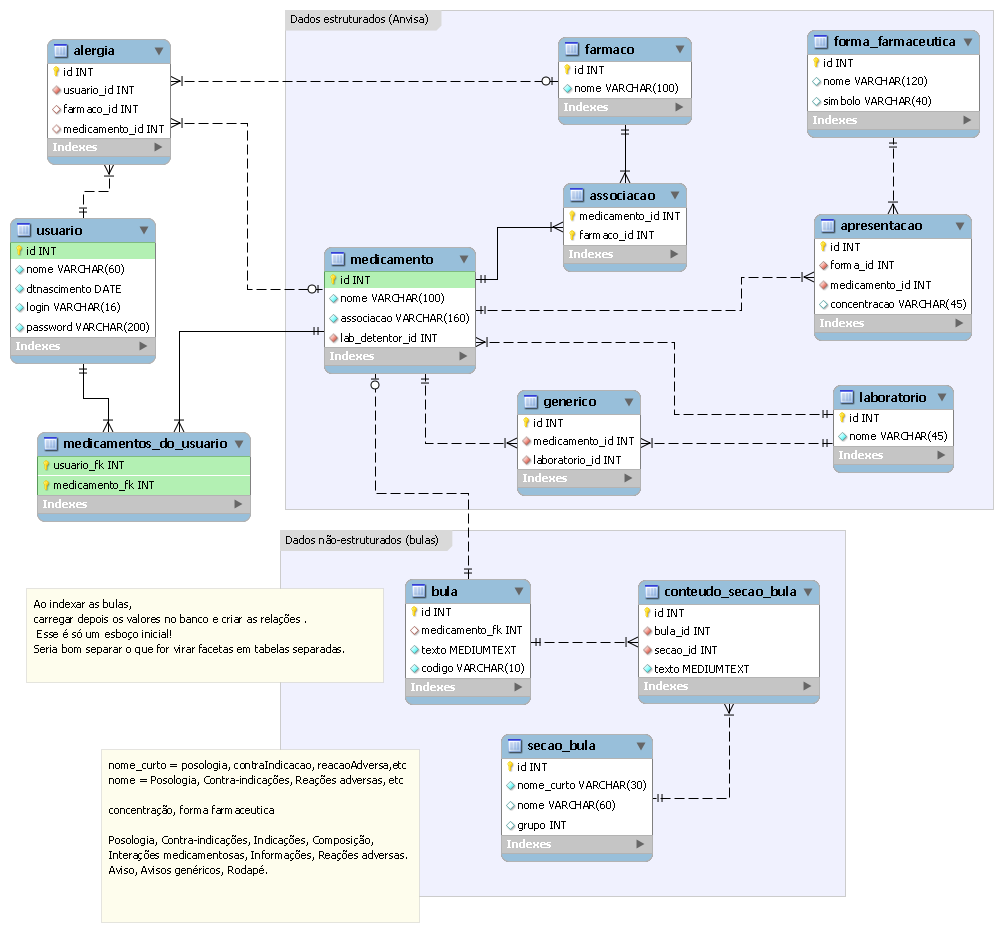 Dados estruturados (Anvisa)
alergia
id INT
usuario_id INT
farmaco_id INT
medicamento_id INT
Indexes
farmaco
id INT
nome VARCHAR(100)
Indexes
forma_farmaceutica
id INT
nome VARCHAR(120)
simbolo VARCHAR(40)
Indexes
associacao
medicamento_id INT
farmaco_id INT
Indexes
apresentacao
id INT
forma_id INT
medicamento_id INT
concentracao VARCHAR(45)
Indexes
usuario
id INT
nome VARCHAR(60)
dtnascimento DATE
login VARCHAR(16)
password VARCHAR(200)
Indexes
medicamento
id INT
nome VARCHAR(100)
associacao VARCHAR(160)
lab_detentor_id INT
Indexes
generico
id INT
medicamento_id INT
laboratorio_id INT
Indexes
laboratorio
id INT
nome VARCHAR(45)
Indexes
medicamentos_do_usuario
usuario_fk INT
medicamento_fk INT
Indexes
Dados não-estruturados (bulas)
bula
id INT
medicamento_fk INT
texto MEDIUMTEXT
codigo VARCHAR(10)
Indexes
conteudo_secao_bula
id INT
bula_id INT
secao_id INT
texto MEDIUMTEXT
Indexes
secao_bula
id INT
nome_curto VARCHAR(30)
nome VARCHAR(60)
grupo INT
Indexes
Ao indexar as bulas,
carregar depois os valores no banco e criar as relações .
Esse é só um esboço inicial!
Seria bom separar o que for virar facetas em tabelas separadas.
nome_curto = posologia, contraIndicacao, reacaoAdversa,etc
nome = Posologia, Contra-indicações, Reações adversas, etc
concentração, forma farmaceutica
Posologia, Contra-indicações, Indicações, Composição,
Interações medicamentosas, Informações, Reações adversas.
Aviso, Avisos genéricos, Rodapé.